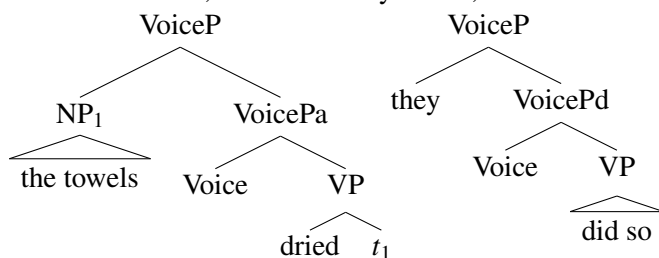 VoiceP VoiceP
NP₁ VoicePa they VoicePd
the towels Voice VP Voice VP
dried t₁ did so